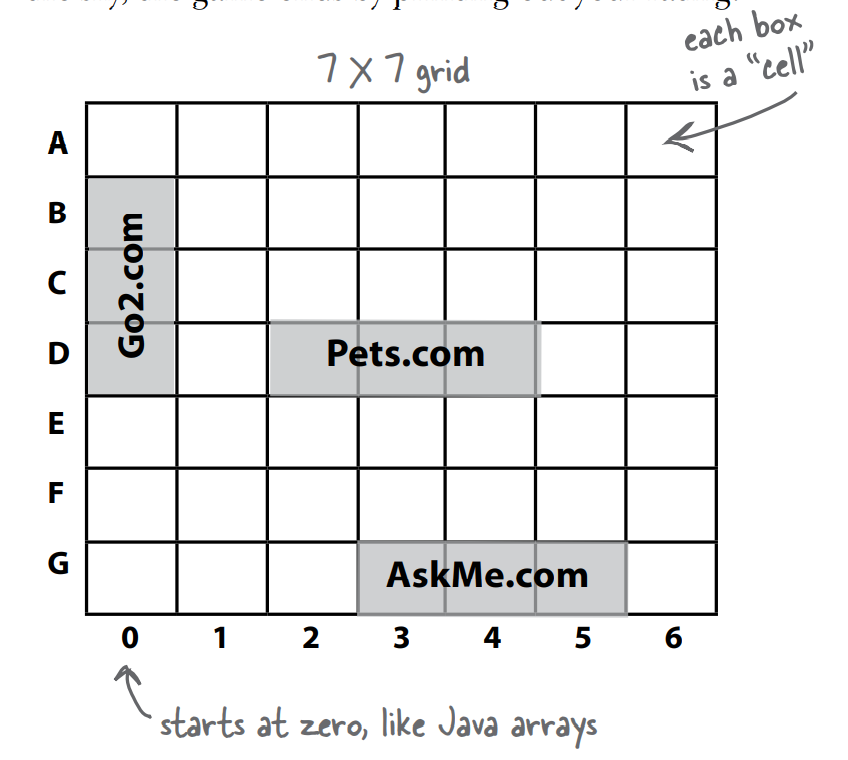 7 X 7 grid
each box
is a "cell"
A
B
C
D
E
F
G
Go2.com
Pets.com
AskMe.com
0 1 2 3 4 5 6
starts at zero, like Java arrays